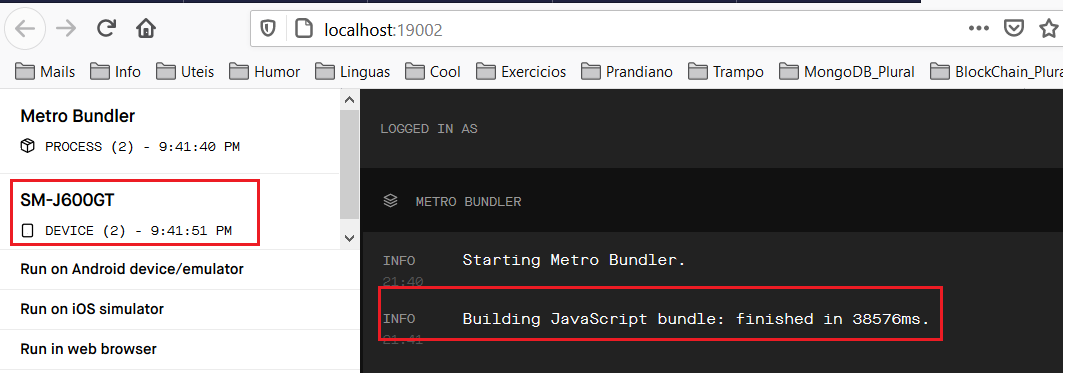 localhost:19002
Mails Info Uteis Humor Linguas Cool Exercicios Prandiano Trampo MongoDB_Plural BlockChain_Plura
Metro Bundler
PROCESS (2) - 9:41:40 PM
SM-J600GT
DEVICE (2) - 9:41:51 PM
Run on Android device/emulator
Run on iOS simulator
Run in web browser
LOGGED IN AS
METRO BUNDLER
INFO Starting Metro Bundler.
21:40
INFO Building JavaScript bundle: finished in 38576ms.
21:41